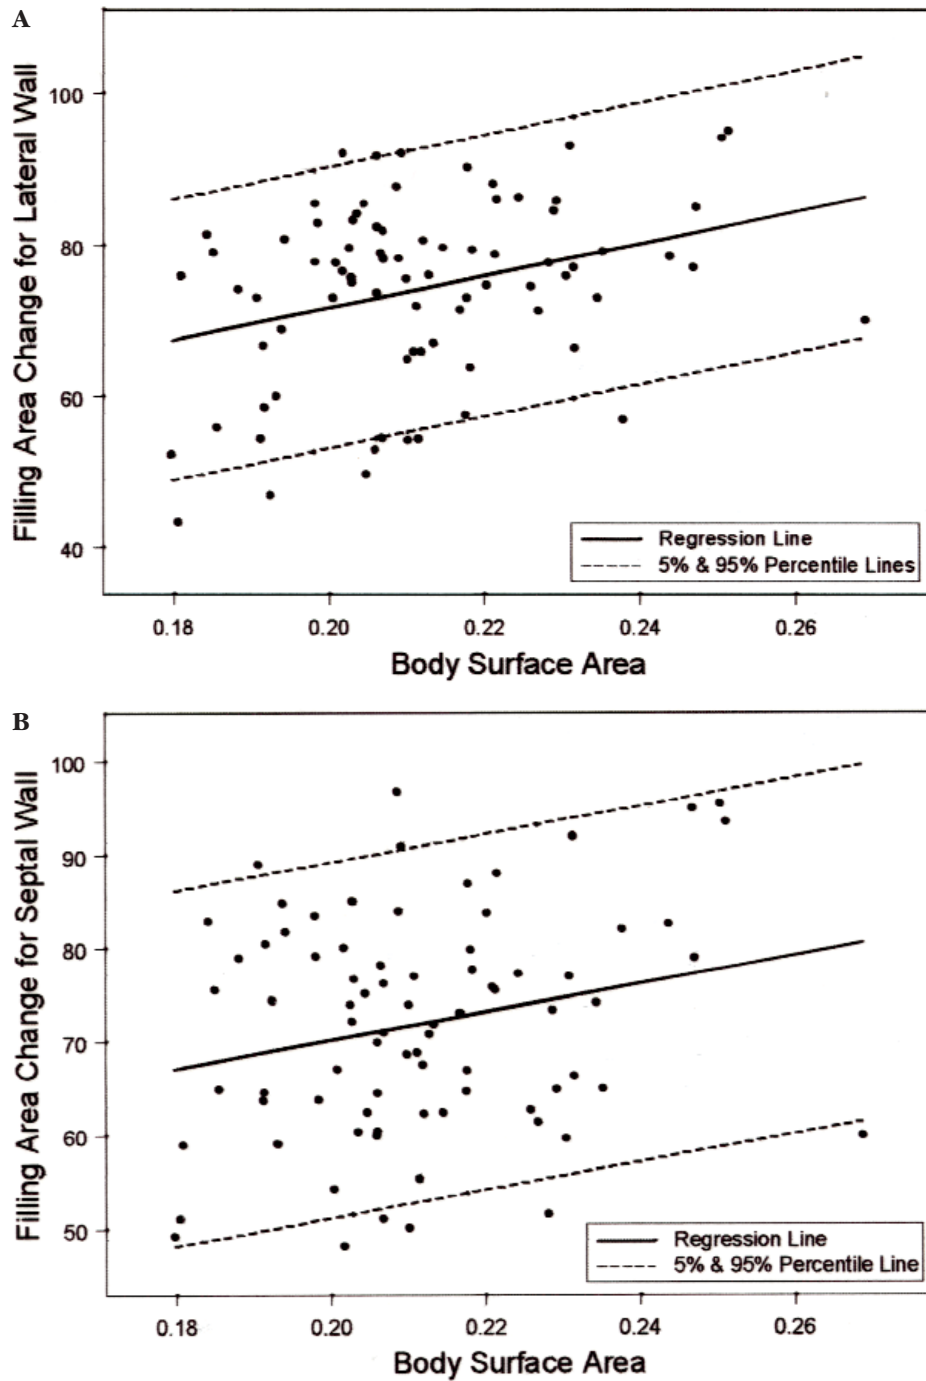 A
Filling Area Change for Lateral Wall
100
80
60
40
Regression Line
5% & 95% Percentile Lines
0.18 0.20 0.22 0.24 0.26
Body Surface Area
B
Filling Area Change for Septal Wall
100
90
80
70
60
50
Regression Line
5% & 95% Percentile Line
0.18 0.20 0.22 0.24 0.26
Body Surface Area